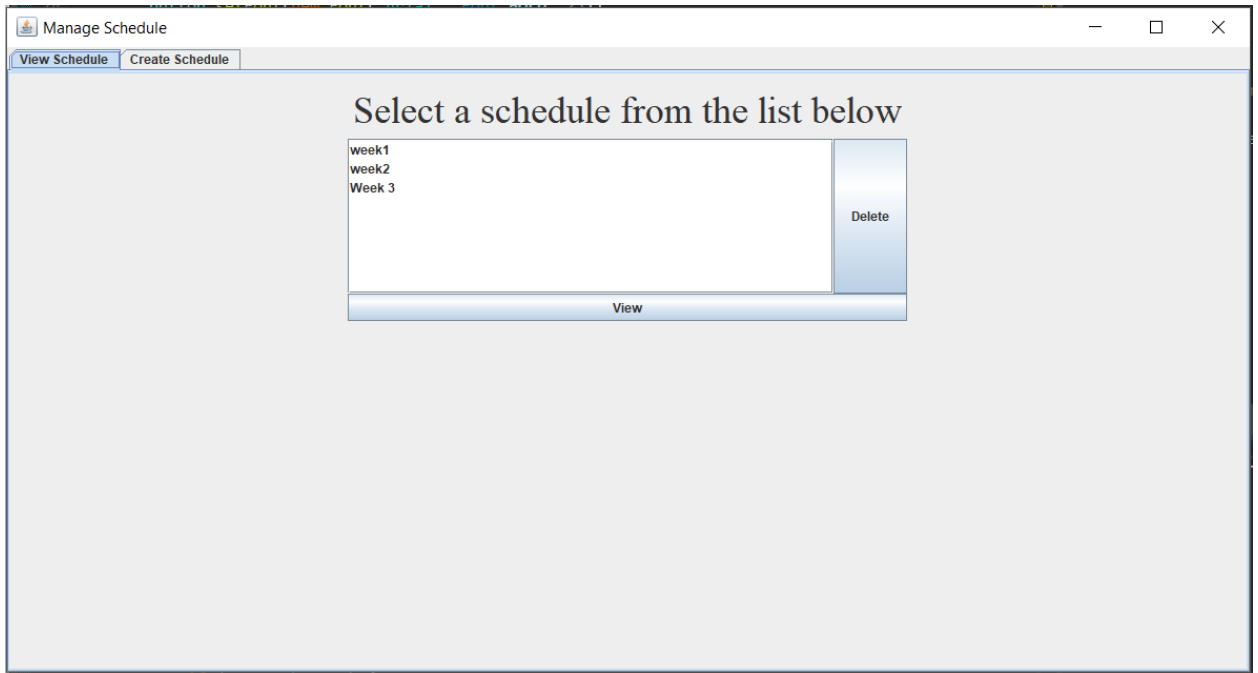 Manage Schedule
View Schedule Create Schedule
Select a schedule from the list below
week1
week2
Week 3
Delete
View